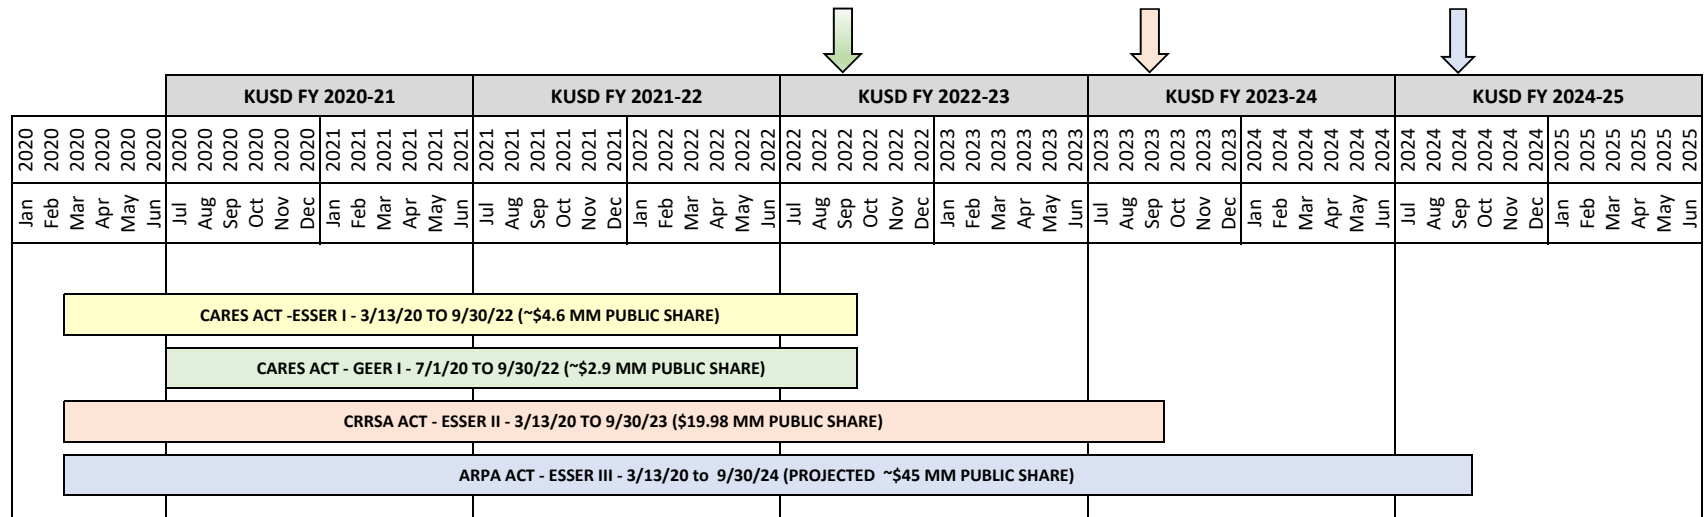 KUSD FY 2020-21 KUSD FY 2021-22 KUSD FY 2022-23 KUSD FY 2023-24 KUSD FY 2024-25
2020 2020 2020 2020 2020 2020 2020 2020 2020 2020 2020 2020 2021 2021 2021 2021 2021 2021 2021 2021 2021 2021 2021 2021 2022 2022 2022 2022 2022 2022 2022 2022 2022 2022 2022 2022 2023 2023 2023 2023 2023 2023 2023 2023 2023 2023 2023 2023 2024 2024 2024 2024 2024 2024 2024 2024 2024 2024 2024 2024 2025 2025 2025 2025 2025 2025
Jan Feb Mar Apr May Jun Jul Aug Sep Oct Nov Dec Jan Feb Mar Apr May Jun Jul Aug Sep Oct Nov Dec Jan Feb Mar Apr May Jun Jul Aug Sep Oct Nov Dec Jan Feb Mar Apr May Jun Jul Aug Sep Oct Nov Dec Jan Feb Mar Apr May Jun Jul Aug Sep Oct Nov Dec Jan Feb Mar Apr May Jun
CARES ACT -ESSER I - 3/13/20 TO 9/30/22 (~$4.6 MM PUBLIC SHARE)
CARES ACT - GEER I - 7/1/20 TO 9/30/22 (~$2.9 MM PUBLIC SHARE)
CRRSA ACT - ESSER II - 3/13/20 TO 9/30/23 ($19.98 MM PUBLIC SHARE)
ARPA ACT - ESSER III - 3/13/20 to 9/30/24 (PROJECTED ~$45 MM PUBLIC SHARE)